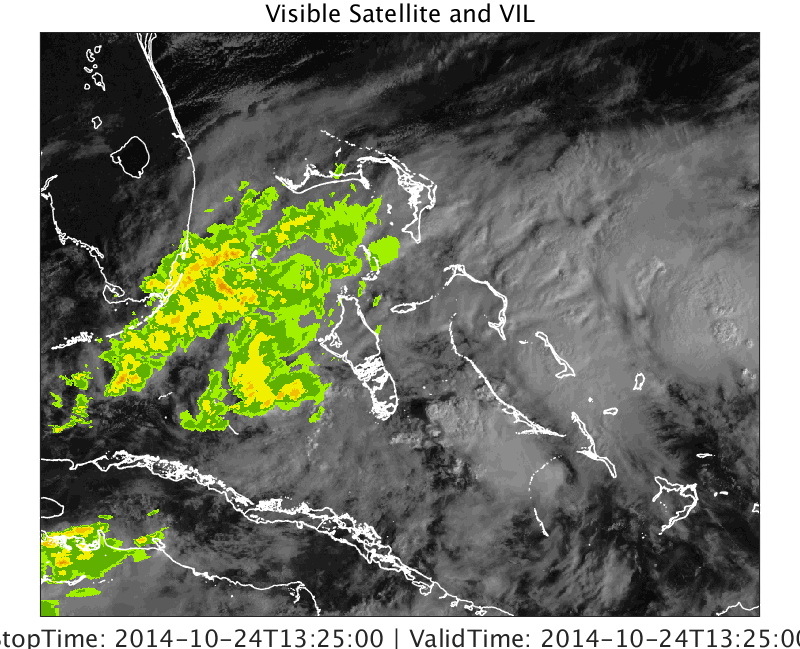 Visible Satellite and VIL
StopTime: 2014-10-24T13:25:00 | ValidTime: 2014-10-24T13:25:00